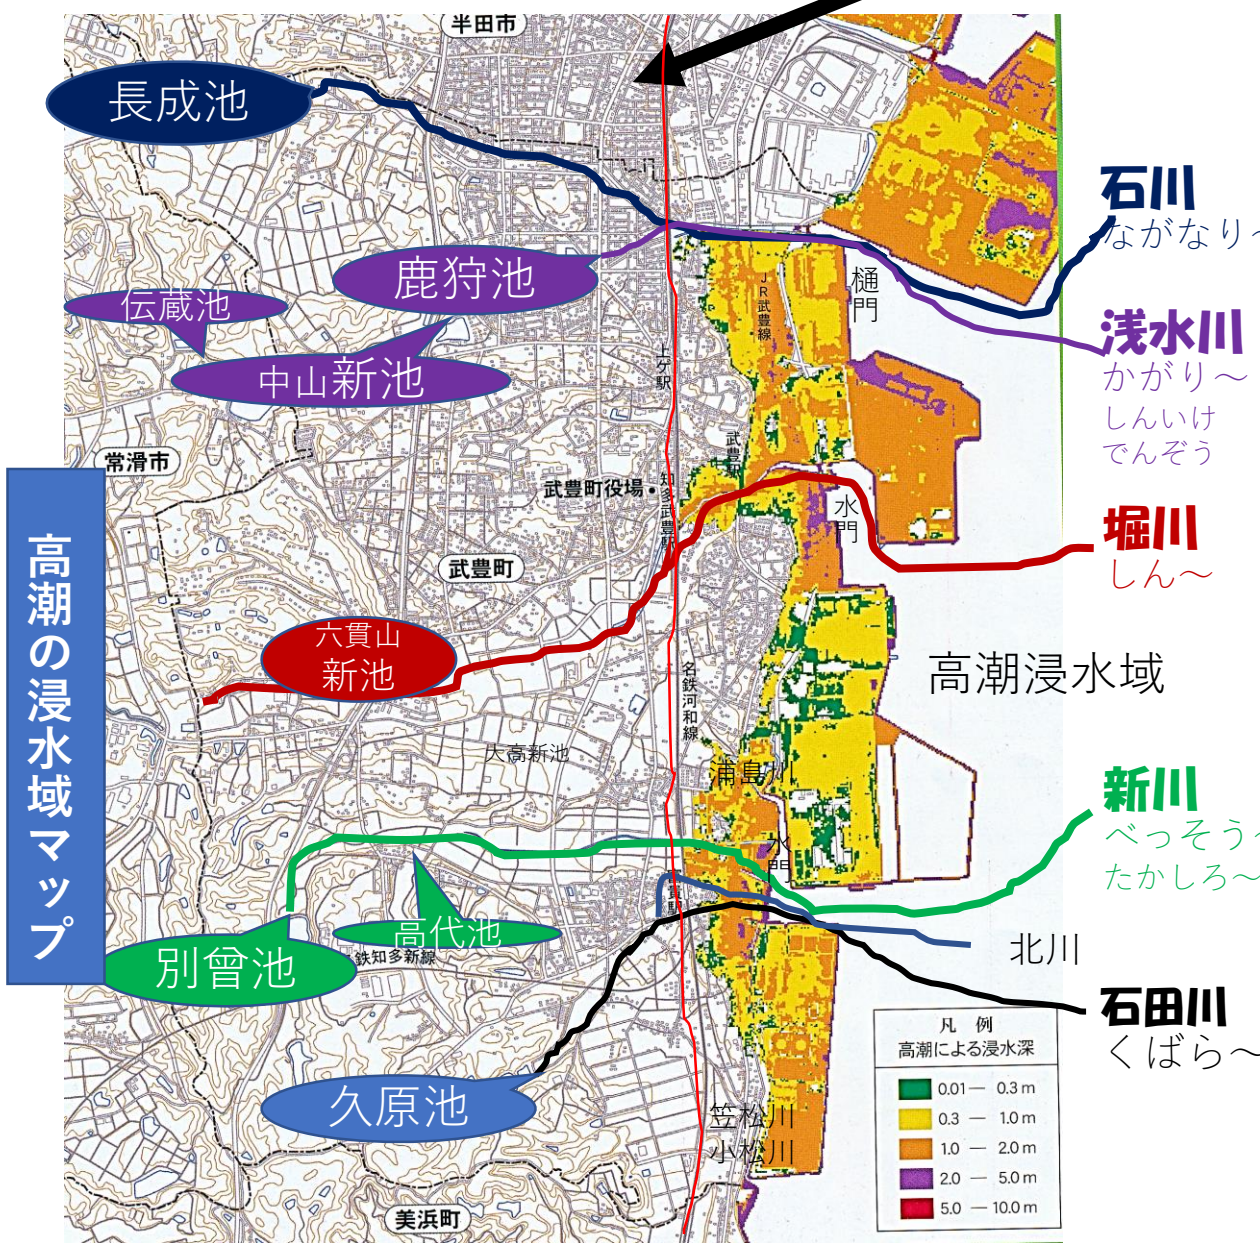 半田市
長成池
石川
ながなり～
鹿狩池
伝蔵池
中山新池
樋門
JR武豊線
浅水川
かがり～
しんいけ
でんぞう
上ゲ駅
武豊駅
常滑市
武豊町役場
知多武豊駅
水門
堀川
しん～
武豊町
高潮の浸水域マップ
六貫山
新池
名鉄河和線
高潮浸水域
大高新池
浦島川
水門
新川
べっそう～
たかしろ～
高代池
別曾池
鉄知多新線
北川
石田川
くばら～
久原池
笠松川
小松川
美浜町
凡 例
高潮による浸水深
0.01 ― 0.3 m
0.3 ― 1.0 m
1.0 ― 2.0 m
2.0 ― 5.0 m
5.0 ― 10.0 m